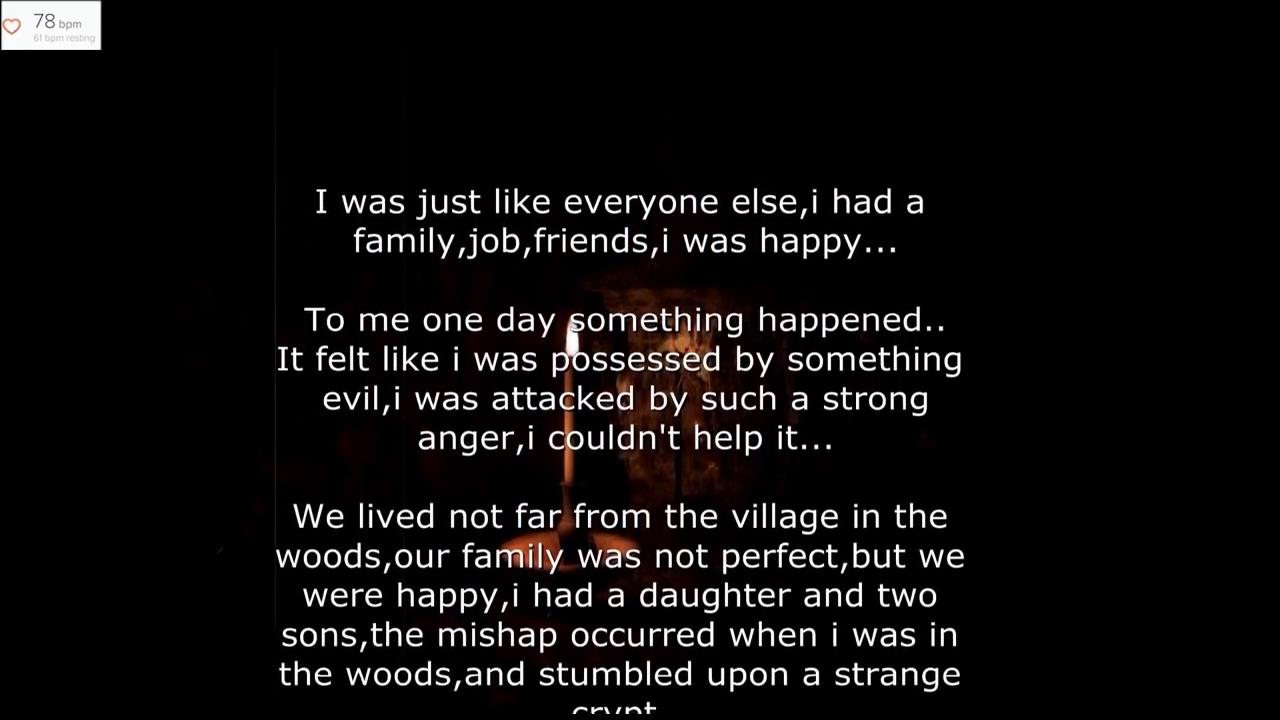 78 bpm
61 bpm resting
I was just like everyone else,i had a
family,job,friends,i was happy...
To me one day something happened..
It felt like i was possessed by something
evil,i was attacked by such a strong
anger,i couldn't help it...
We lived not far from the village in the
woods,our family was not perfect,but we
were happy,i had a daughter and two
sons,the mishap occurred when i was in
the woods,and stumbled upon a strange
crypt